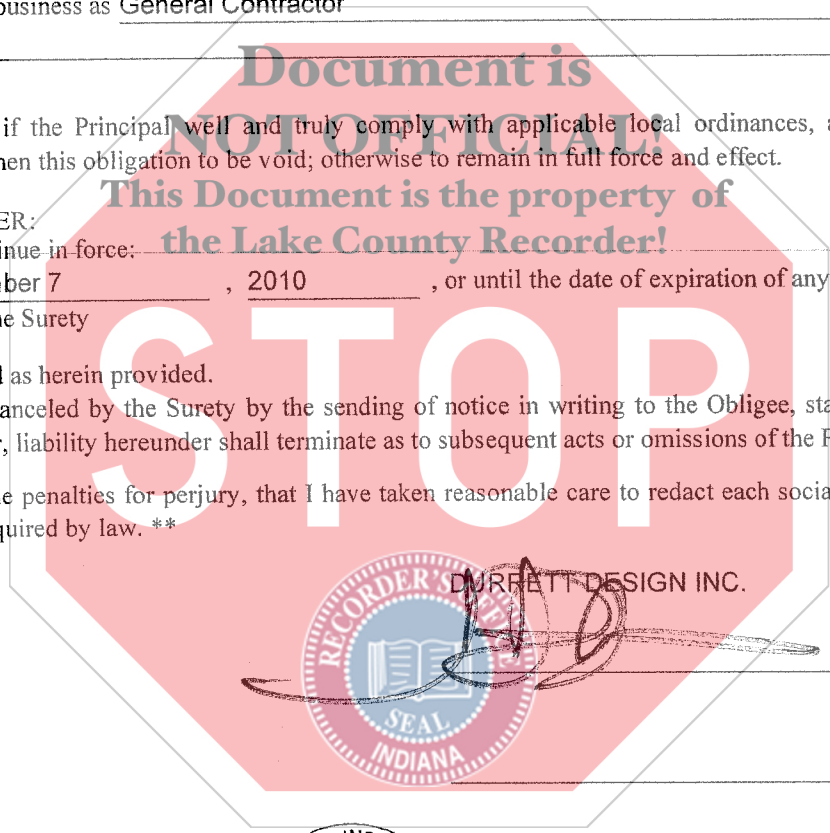 business as General Contractor
Document is
if the Principal well and truly comply with applicable local ordinances,
NOT OFFICIAL!
this obligation to be void; otherwise to remain in full force and effect.
This Document is the property of
ER:
inue in force:
the Lake County Recorder!
ber 7 , 2010 , or until the date of expiration of any
e Surety
STOP
as herein provided.
anceled by the Surety by the sending of notice in writing to the Obligee, sta
, liability hereunder shall terminate as to subsequent acts or omissions of the
e penalties for perjury, that I have taken reasonable care to redact each socia
quired by law. **
DURRETT DESIGN INC.
RECORDER'S OFFICE
SEAL
INDIANA